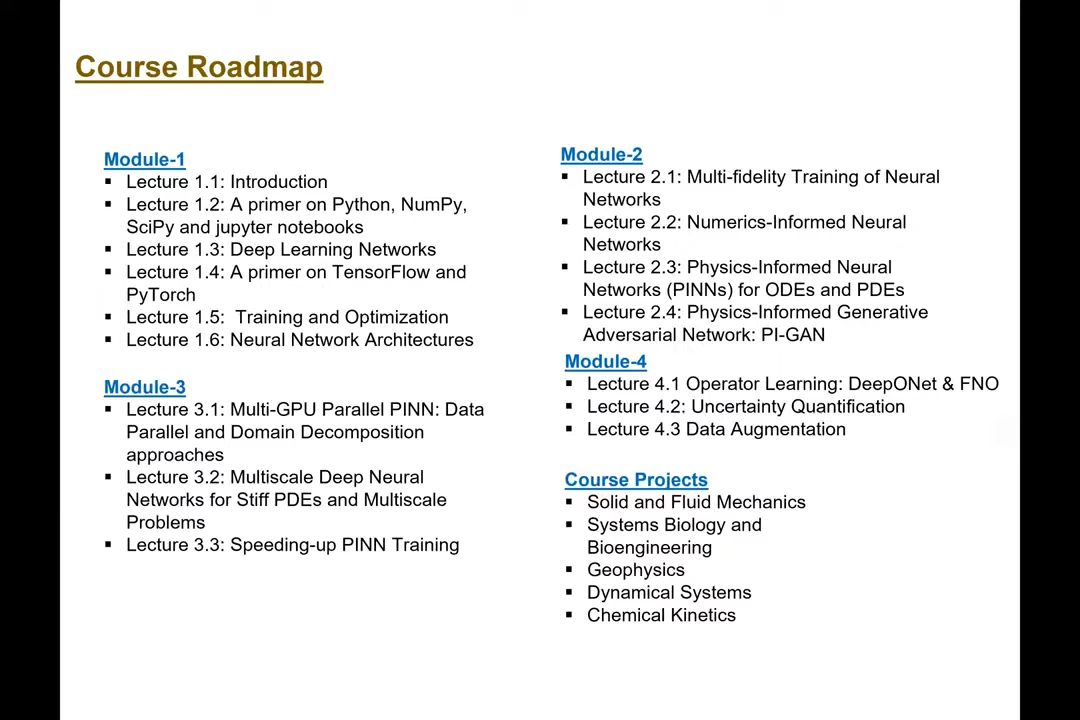 Course Roadmap
Module-1
▪ Lecture 1.1: Introduction
▪ Lecture 1.2: A primer on Python, NumPy,
SciPy and jupyter notebooks
▪ Lecture 1.3: Deep Learning Networks
▪ Lecture 1.4: A primer on TensorFlow and
PyTorch
▪ Lecture 1.5:  Training and Optimization
▪ Lecture 1.6: Neural Network Architectures
Module-2
▪ Lecture 2.1: Multi-fidelity Training of Neural
Networks
▪ Lecture 2.2: Numerics-Informed Neural
Networks
▪ Lecture 2.3: Physics-Informed Neural
Networks (PINNs) for ODEs and PDEs
▪ Lecture 2.4: Physics-Informed Generative
Adversarial Network: PI-GAN
Module-3
▪ Lecture 3.1: Multi-GPU Parallel PINN: Data
Parallel and Domain Decomposition
approaches
▪ Lecture 3.2: Multiscale Deep Neural
Networks for Stiff PDEs and Multiscale
Problems
▪ Lecture 3.3: Speeding-up PINN Training
Module-4
▪ Lecture 4.1 Operator Learning: DeepONet & FNO
▪ Lecture 4.2: Uncertainty Quantification
▪ Lecture 4.3 Data Augmentation
Course Projects
▪ Solid and Fluid Mechanics
▪ Systems Biology and
Bioengineering
▪ Geophysics
▪ Dynamical Systems
▪ Chemical Kinetics